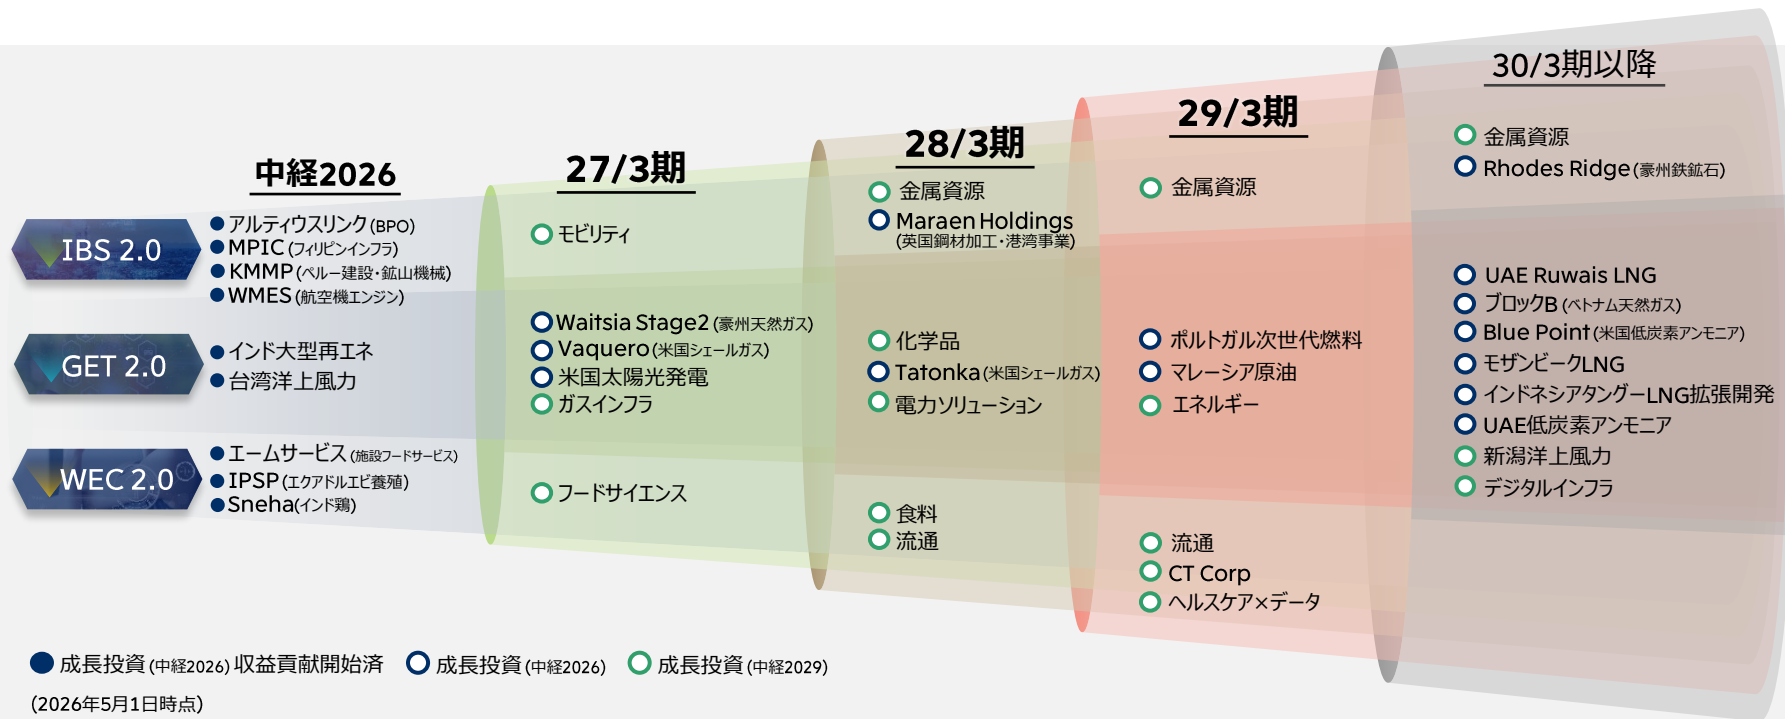 中経2026
IBS 2.0
アルティウスリンク (BPO)
MPIC (フィリピンインフラ)
KMMP (ペルー建設・鉱山機械)
WMES (航空機エンジン)
GET 2.0
インド大型再エネ
台湾洋上風力
WEC 2.0
エームサービス (施設フードサービス)
IPSP (エクアドルエビ養殖)
Sneha(インド鶏)
27/3期
モビリティ
Waitsia Stage2 (豪州天然ガス)
Vaquero (米国シェールガス)
米国太陽光発電
ガスインフラ
フードサイエンス
28/3期
金属資源
Maraen Holdings
(英国鋼材加工・港湾事業)
化学品
Tatonka (米国シェールガス)
電力ソリューション
食料
流通
29/3期
金属資源
ポルトガル次世代燃料
マレーシア原油
エネルギー
流通
CT Corp
ヘルスケア×データ
30/3期以降
金属資源
Rhodes Ridge (豪州鉄鉱石)
UAE Ruwais LNG
ブロックB (ベトナム天然ガス)
Blue Point (米国低炭素アンモニア)
モザンビークLNG
インドネシアタングーLNG拡張開発
UAE低炭素アンモニア
新潟洋上風力
デジタルインフラ
成長投資 (中経2026) 収益貢献開始済 成長投資 (中経2026) 成長投資 (中経2029)
(2026年5月1日時点)